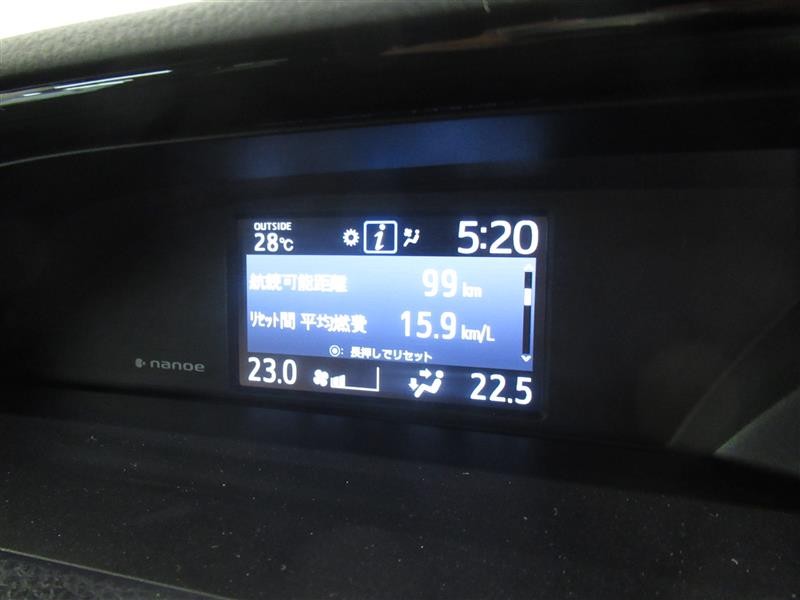 OUTSIDE
28℃
i
5:20
航続可能距離 99 km
リセット間 平均燃費 15.9 km/L
◉: 長押しでリセット
nanoe
23.0
22.5